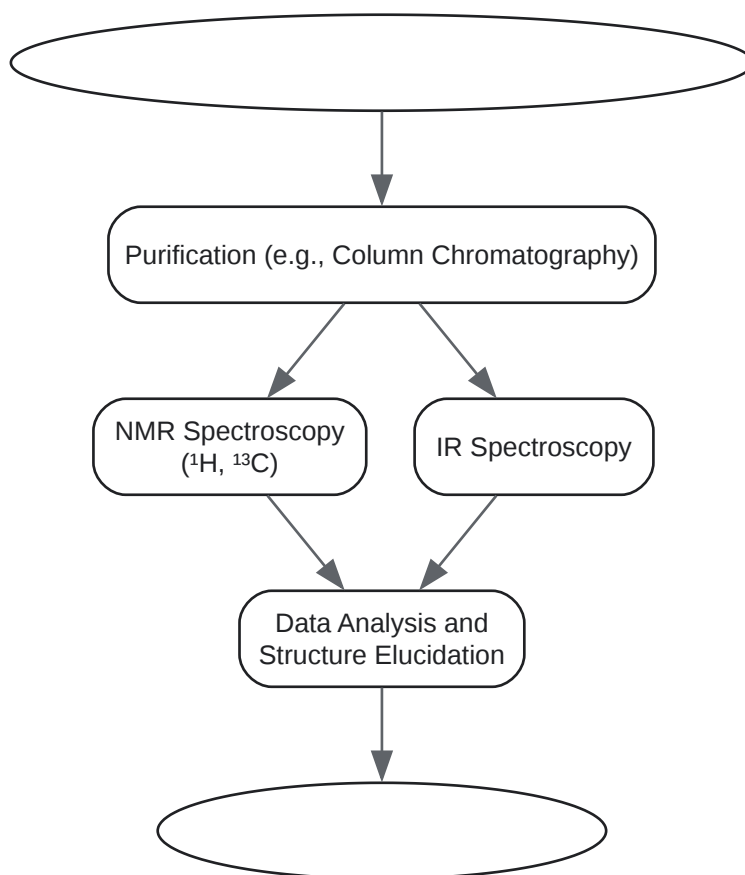 Purification (e.g., Column Chromatography)
NMR Spectroscopy
(¹H, ¹³C)
IR Spectroscopy
Data Analysis and
Structure Elucidation